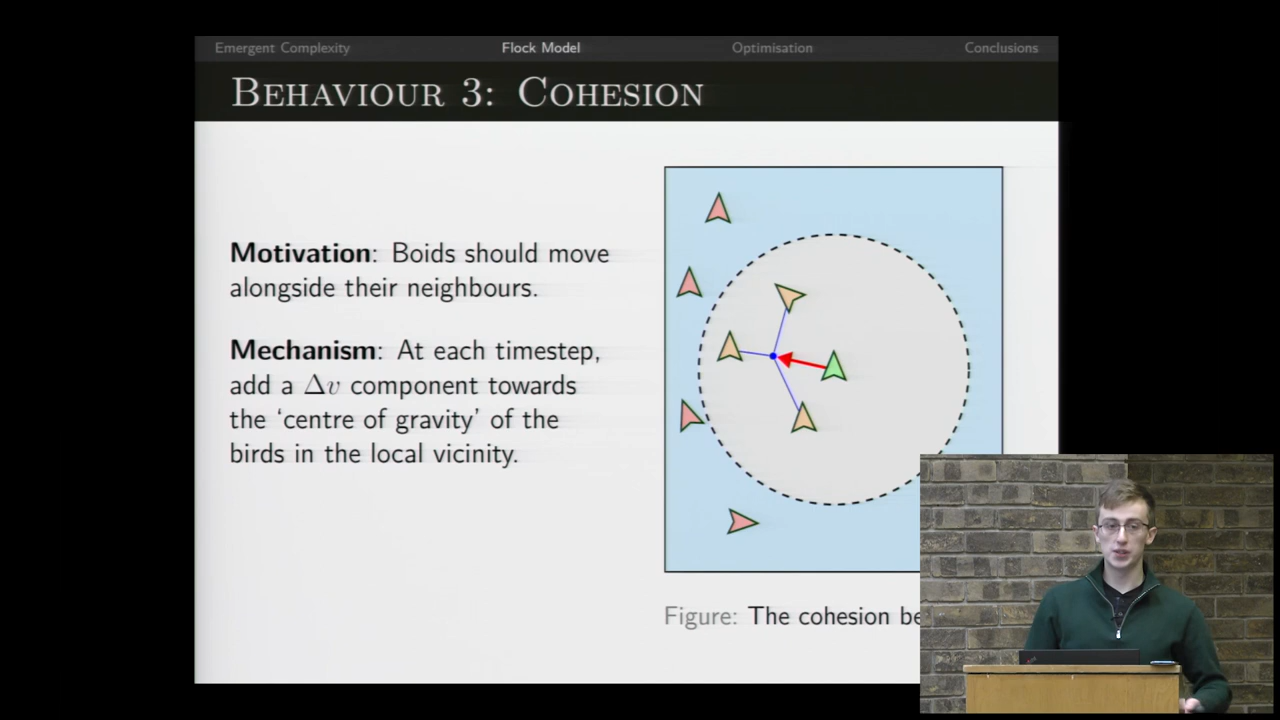 Emergent Complexity Flock Model Optimisation Conclusions
Behaviour 3: Cohesion
Motivation: Boids should move
alongside their neighbours.
Mechanism: At each timestep,
add a Δv component towards
the ‘centre of gravity’ of the
birds in the local vicinity.
Figure: The cohesion